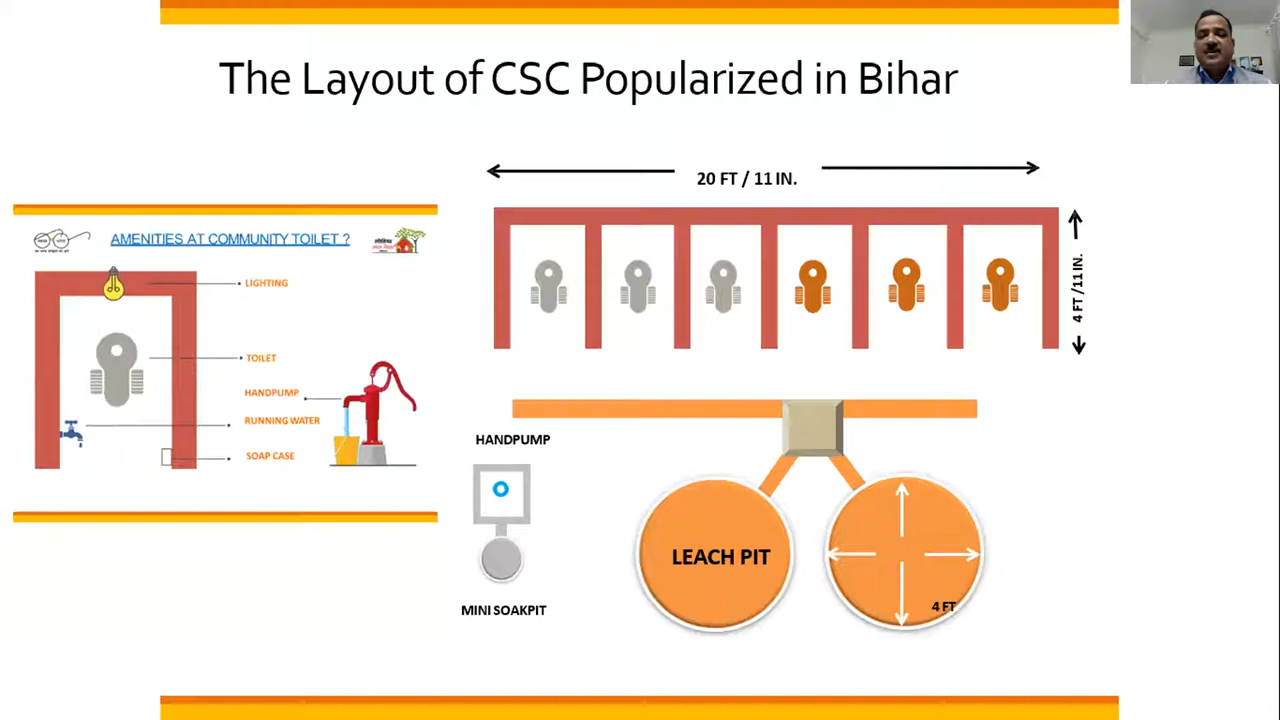 The Layout of CSC Popularized in Bihar
20 FT / 11 IN.
4 FT /11 IN.
AMENITIES AT COMMUNITY TOILET ?
LIGHTING
TOILET
HANDPUMP
RUNNING WATER
SOAP CASE
HANDPUMP
MINI SOAKPIT
LEACH PIT
4 FT